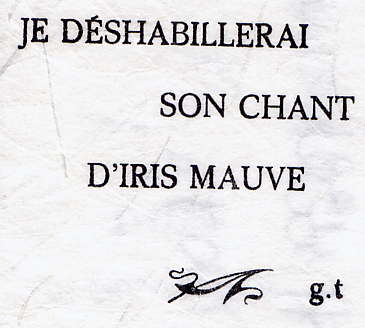 JE DÉSHABILLERAI
SON CHANT
D'IRIS MAUVE
g.t